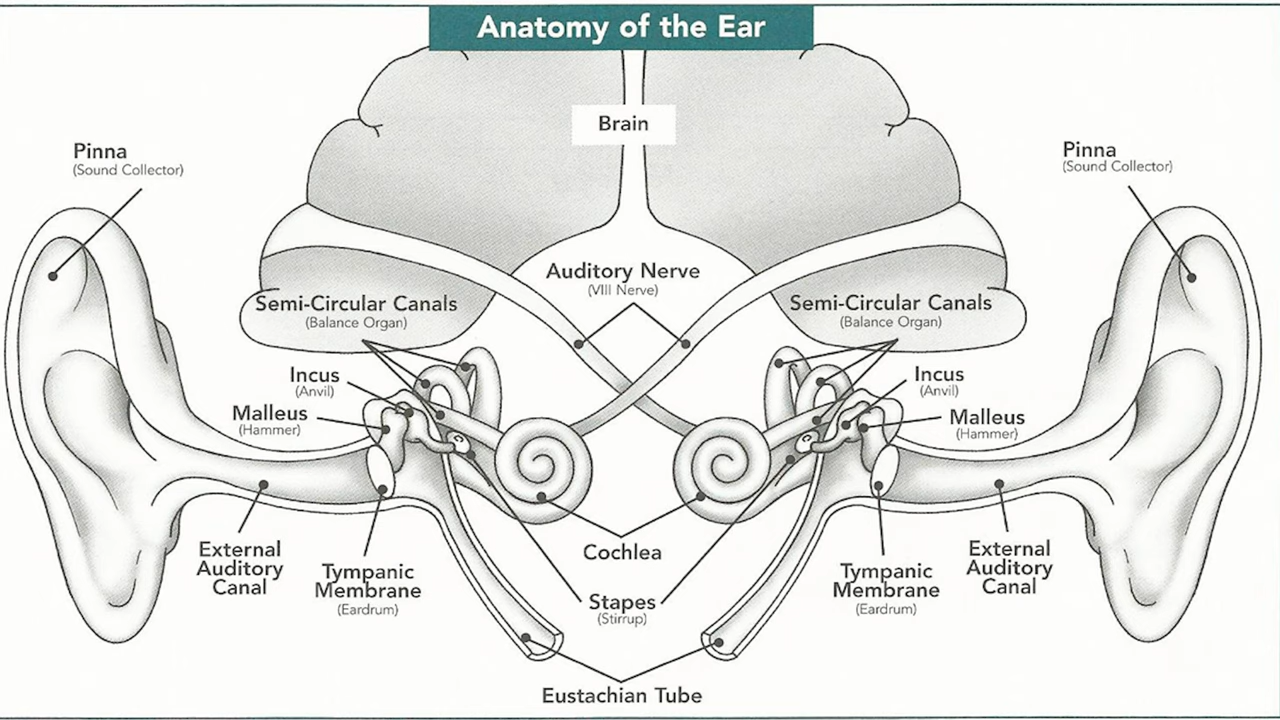 Anatomy of the Ear
Brain
Pinna
(Sound Collector)
Pinna
(Sound Collector)
Auditory Nerve
(VIII Nerve)
Semi-Circular Canals
(Balance Organ)
Semi-Circular Canals
(Balance Organ)
Incus
(Anvil)
Incus
(Anvil)
Malleus
(Hammer)
Malleus
(Hammer)
External
Auditory
Canal
Tympanic
Membrane
(Eardrum)
Cochlea
Stapes
(Stirrup)
Tympanic
Membrane
(Eardrum)
External
Auditory
Canal
Eustachian Tube